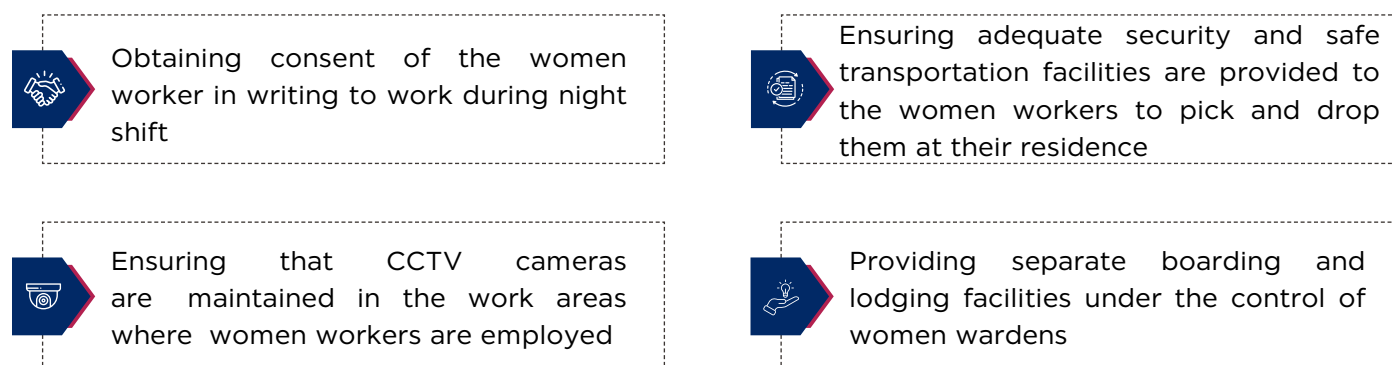 Obtaining consent of the women
worker in writing to work during night
shift
Ensuring adequate security and safe
transportation facilities are provided to
the women workers to pick and drop
them at their residence
Ensuring that CCTV cameras
are maintained in the work areas
where women workers are employed
Providing separate boarding and
lodging facilities under the control of
women wardens